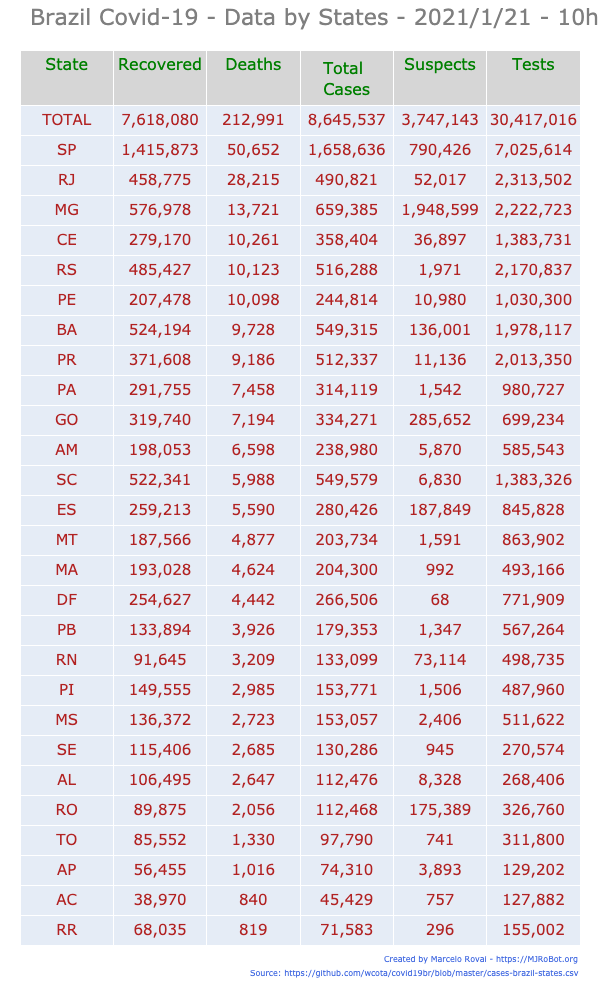 Brazil Covid-19 - Data by States - 2021/1/21 - 10h
State Recovered Deaths Total Cases Suspects Tests
TOTAL 7,618,080 212,991 8,645,537 3,747,143 30,417,016
SP 1,415,873 50,652 1,658,636 790,426 7,025,614
RJ 458,775 28,215 490,821 52,017 2,313,502
MG 576,978 13,721 659,385 1,948,599 2,222,723
CE 279,170 10,261 358,404 36,897 1,383,731
RS 485,427 10,123 516,288 1,971 2,170,837
PE 207,478 10,098 244,814 10,980 1,030,300
BA 524,194 9,728 549,315 136,001 1,978,117
PR 371,608 9,186 512,337 11,136 2,013,350
PA 291,755 7,458 314,119 1,542 980,727
GO 319,740 7,194 334,271 285,652 699,234
AM 198,053 6,598 238,980 5,870 585,543
SC 522,341 5,988 549,579 6,830 1,383,326
ES 259,213 5,590 280,426 187,849 845,828
MT 187,566 4,877 203,734 1,591 863,902
MA 193,028 4,624 204,300 992 493,166
DF 254,627 4,442 266,506 68 771,909
PB 133,894 3,926 179,353 1,347 567,264
RN 91,645 3,209 133,099 73,114 498,735
PI 149,555 2,985 153,771 1,506 487,960
MS 136,372 2,723 153,057 2,406 511,622
SE 115,406 2,685 130,286 945 270,574
AL 106,495 2,647 112,476 8,328 268,406
RO 89,875 2,056 112,468 175,389 326,760
TO 85,552 1,330 97,790 741 311,800
AP 56,455 1,016 74,310 3,893 129,202
AC 38,970 840 45,429 757 127,882
RR 68,035 819 71,583 296 155,002
Created by Marcelo Rovai - https://MJRoBot.org
Source: https://github.com/wcota/covid19br/blob/master/cases-brazil-states.csv